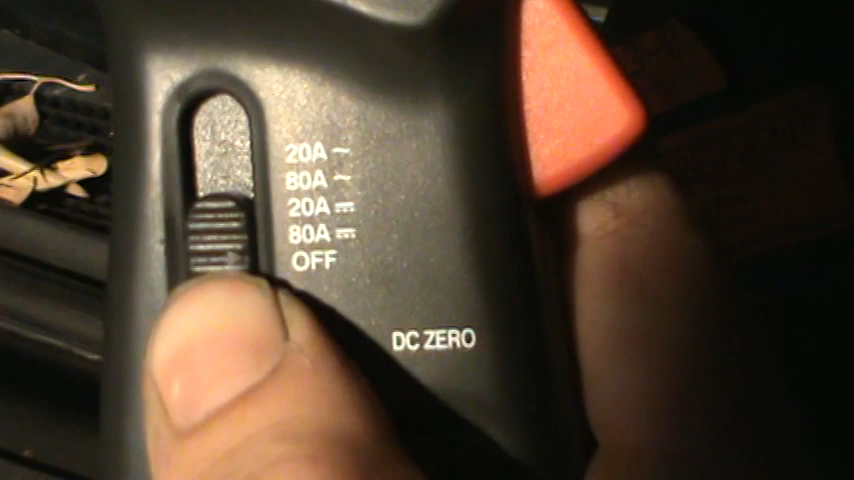 20A ~
80A ~
20A ⎓
80A ⎓
OFF
DC ZERO